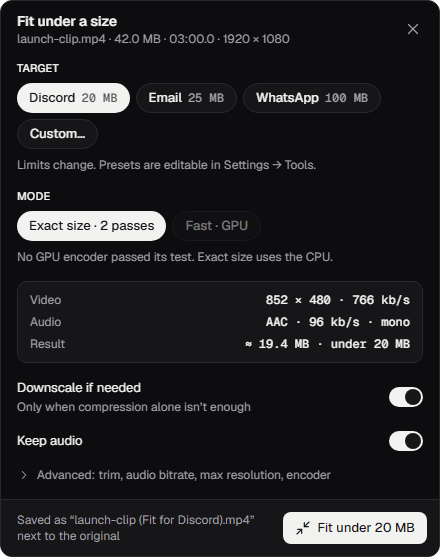 Fit under a size
launch-clip.mp4 · 42.0 MB · 03:00.0 · 1920 × 1080
TARGET
Discord 20 MB
Email 25 MB
WhatsApp 100 MB
Custom...
Limits change. Presets are editable in Settings → Tools.
MODE
Exact size · 2 passes
Fast · GPU
No GPU encoder passed its test. Exact size uses the CPU.
Video 852 × 480 · 766 kb/s
Audio AAC · 96 kb/s · mono
Result ≈ 19.4 MB · under 20 MB
Downscale if needed
Only when compression alone isn’t enough
Keep audio
Advanced: trim, audio bitrate, max resolution, encoder
Saved as “launch-clip (Fit for Discord).mp4”
next to the original
Fit under 20 MB